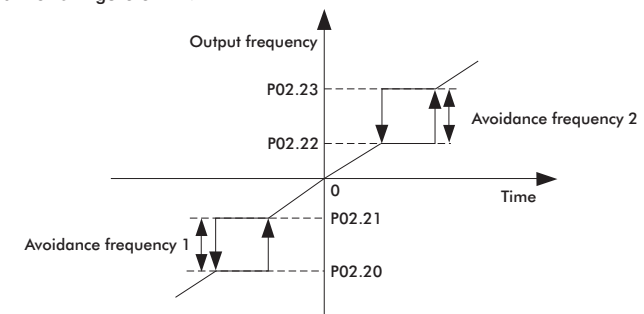 Output frequency
P02.23
Avoidance frequency 2
P02.22
0
Time
P02.21
Avoidance frequency 1
P02.20